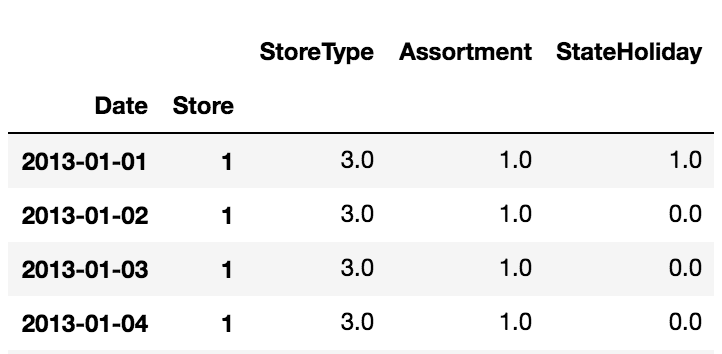 StoreType Assortment StateHoliday
Date Store
2013-01-01 1 3.0 1.0 1.0
2013-01-02 1 3.0 1.0 0.0
2013-01-03 1 3.0 1.0 0.0
2013-01-04 1 3.0 1.0 0.0